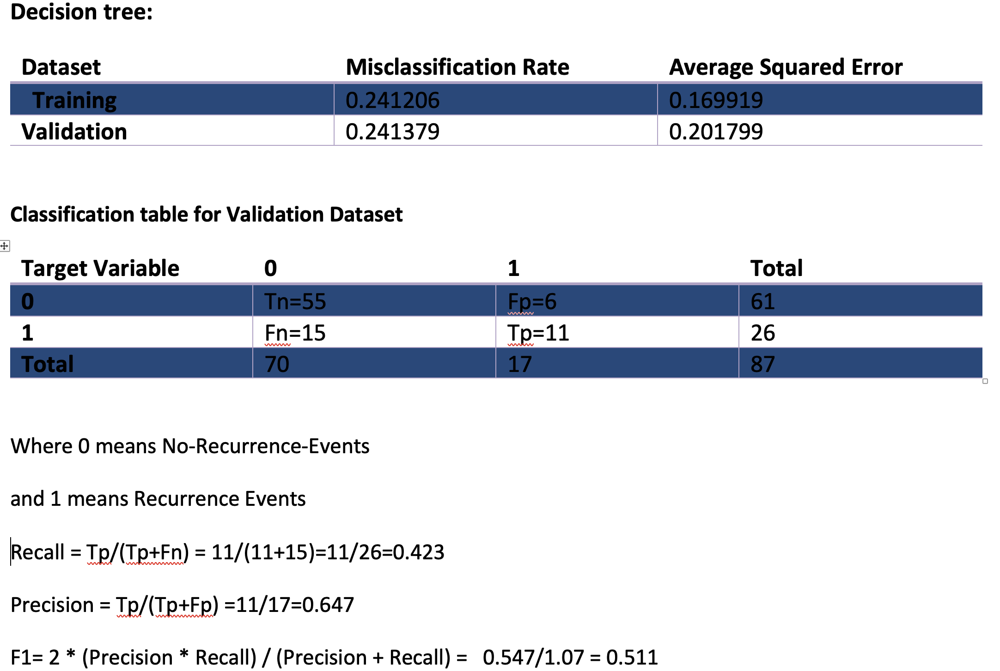 Decision tree:
Dataset Misclassification Rate Average Squared Error
Training 0.241206 0.169919
Validation 0.241379 0.201799
Classification table for Validation Dataset
Target Variable 0 1 Total
0 Tn=55 Fp=6 61
1 Fn=15 Tp=11 26
Total 70 17 87
Where 0 means No-Recurrence-Events
and 1 means Recurrence Events
Recall = Tp/(Tp+Fn) = 11/(11+15)=11/26=0.423
Precision = Tp/(Tp+Fp) =11/17=0.647
F1= 2 * (Precision * Recall) / (Precision + Recall) = 0.547/1.07 = 0.511